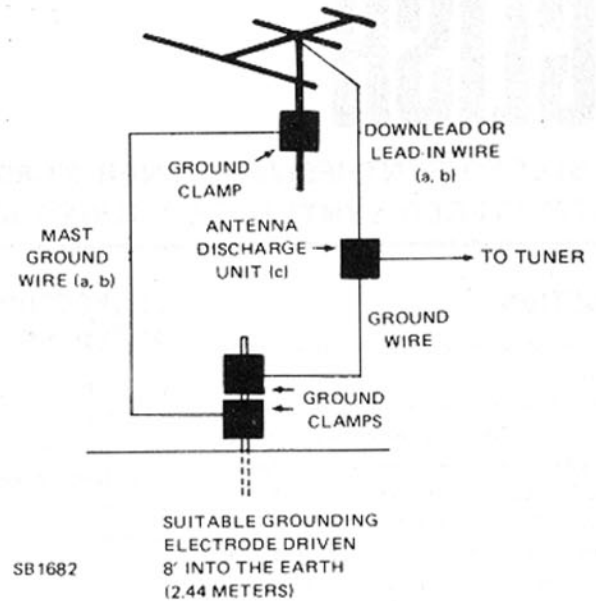 DOWNLEAD OR
LEAD-IN WIRE
(a, b)
GROUND
CLAMP
ANTENNA
DISCHARGE
UNIT (c)
MAST
GROUND
WIRE (a, b)
TO TUNER
GROUND
WIRE
GROUND
CLAMPS
SUITABLE GROUNDING
ELECTRODE DRIVEN
8' INTO THE EARTH
(2.44 METERS)
SB1682